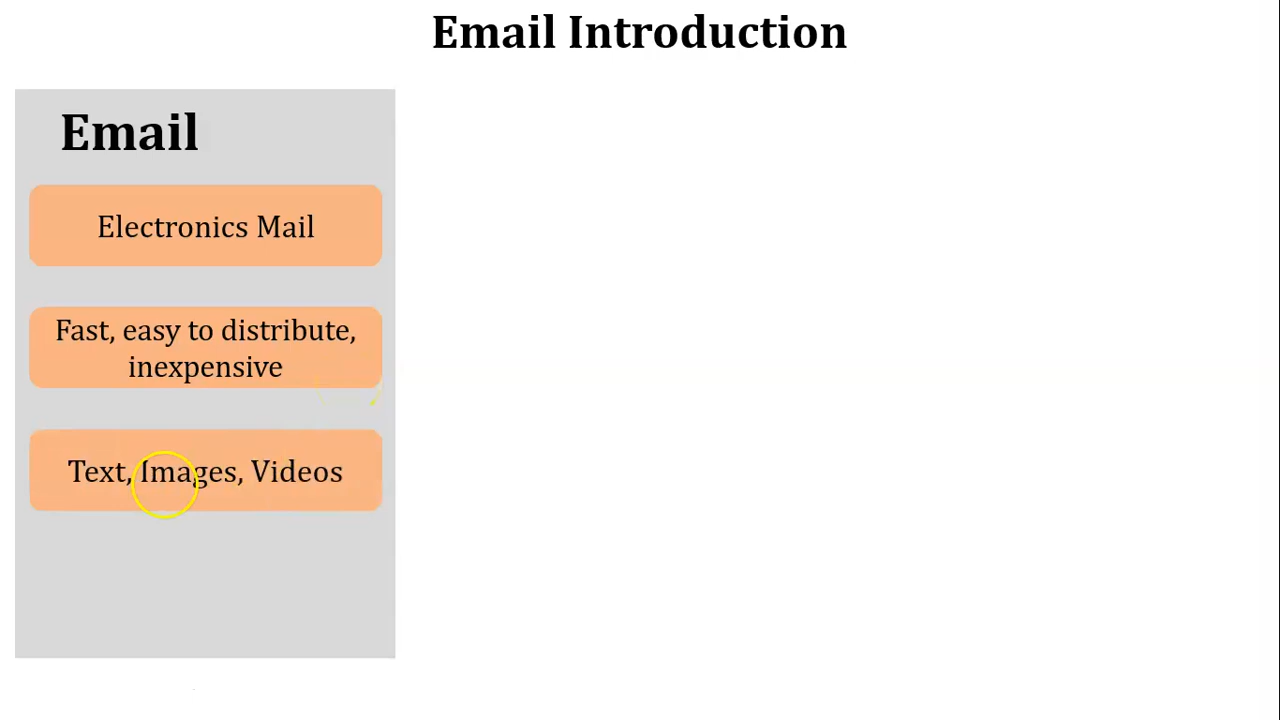 Email Introduction
Email
Electronics Mail
Fast, easy to distribute,
inexpensive
Text, Images, Videos